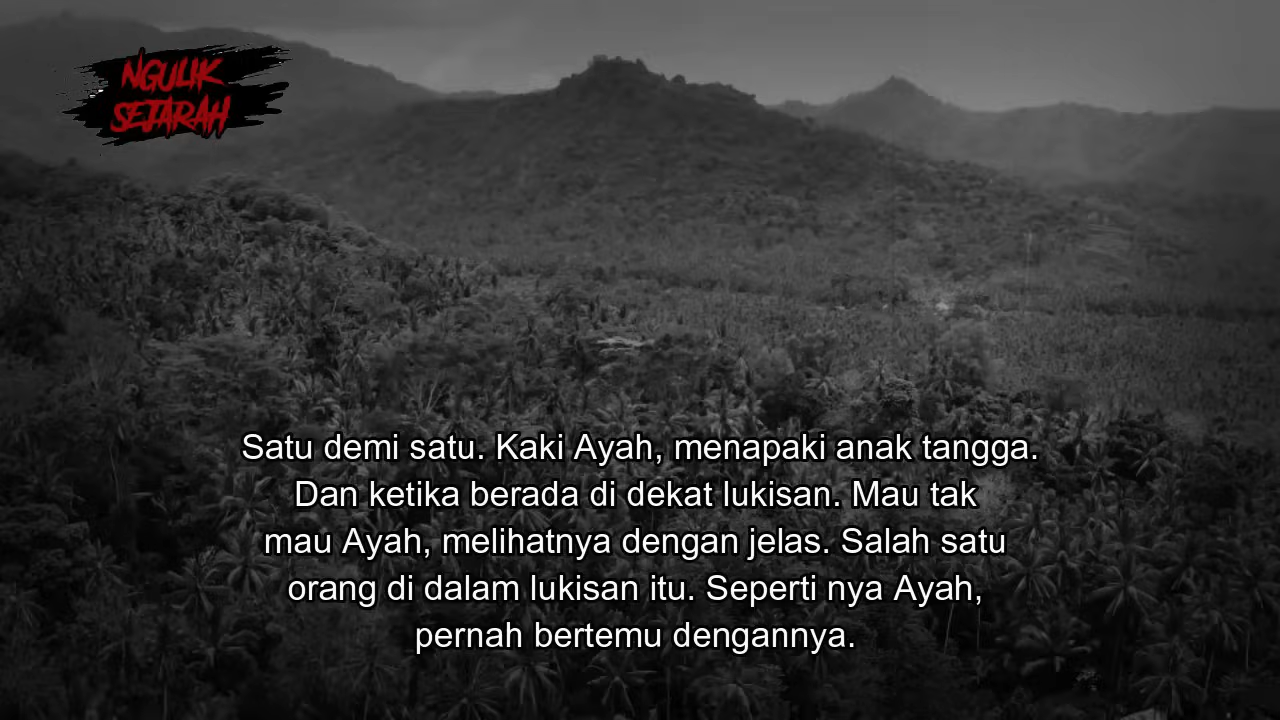 NGULIK
SEJARAH
Satu demi satu. Kaki Ayah, menapaki anak tangga.
Dan ketika berada di dekat lukisan. Mau tak
mau Ayah, melihatnya dengan jelas. Salah satu
orang di dalam lukisan itu. Seperti nya Ayah,
pernah bertemu dengannya.